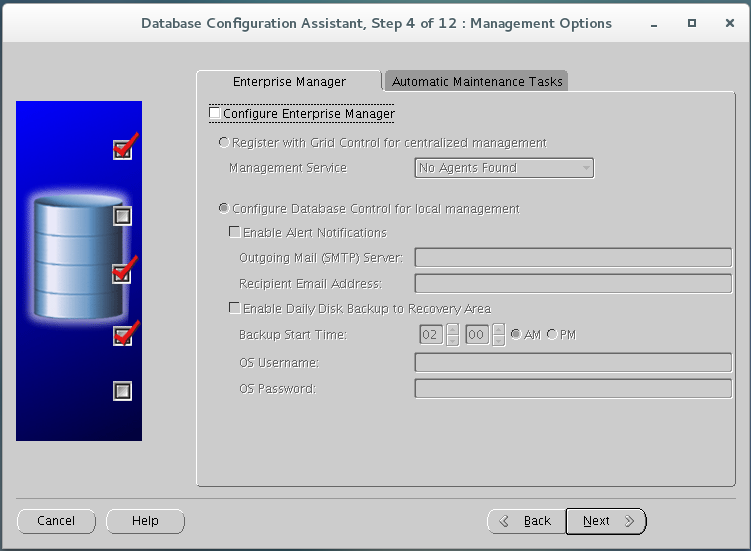 Database Configuration Assistant, Step 4 of 12 : Management Options
Enterprise Manager
Automatic Maintenance Tasks
Configure Enterprise Manager
Register with Grid Control for centralized management
Management Service
No Agents Found
Configure Database Control for local management
Enable Alert Notifications
Outgoing Mail (SMTP) Server:
Recipient Email Address:
Enable Daily Disk Backup to Recovery Area
Backup Start Time: 02 00 AM PM
OS Username:
OS Password:
Cancel Help Back Next